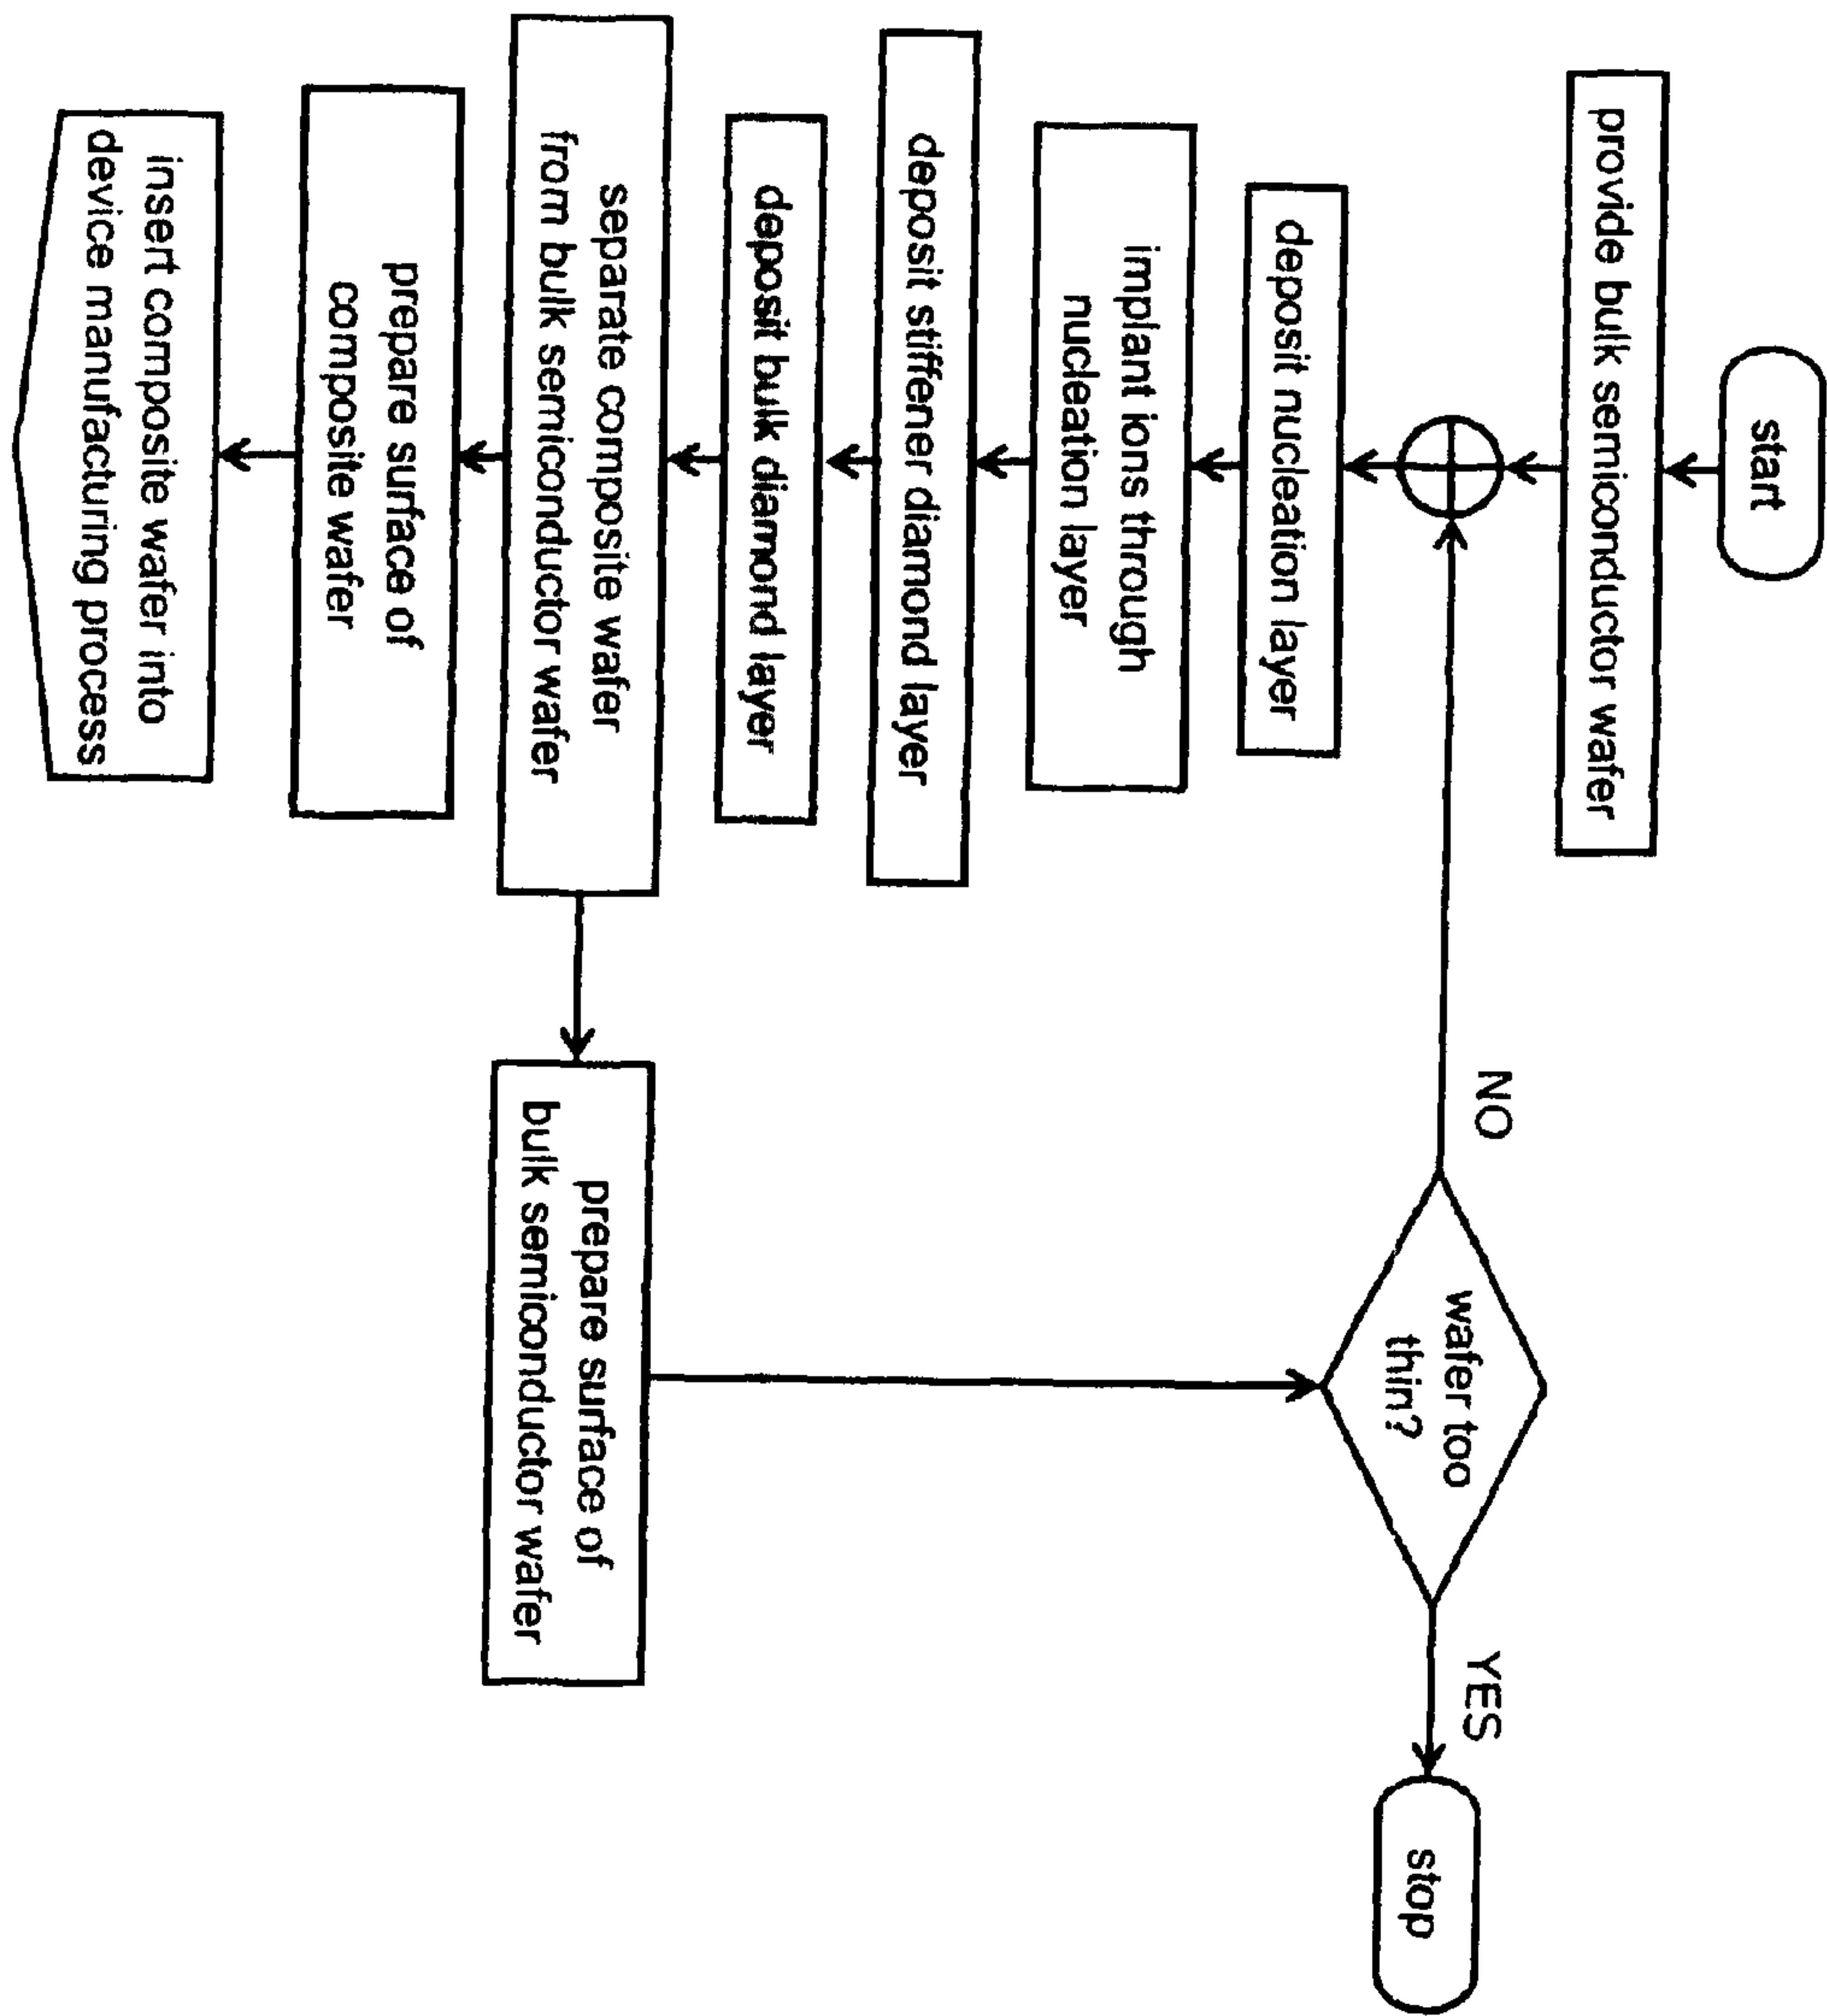 start
provide bulk semiconductor wafer
deposit nucleation layer
implant ions through
nucleation layer
deposit stiffener diamond layer
deposit bulk diamond layer
separate composite wafer
from bulk semiconductor wafer
prepare surface of
composite wafer
insert composite wafer into
device manufacturing process
prepare surface of
bulk semiconductor wafer
wafer too
thin?
NO
YES
stop